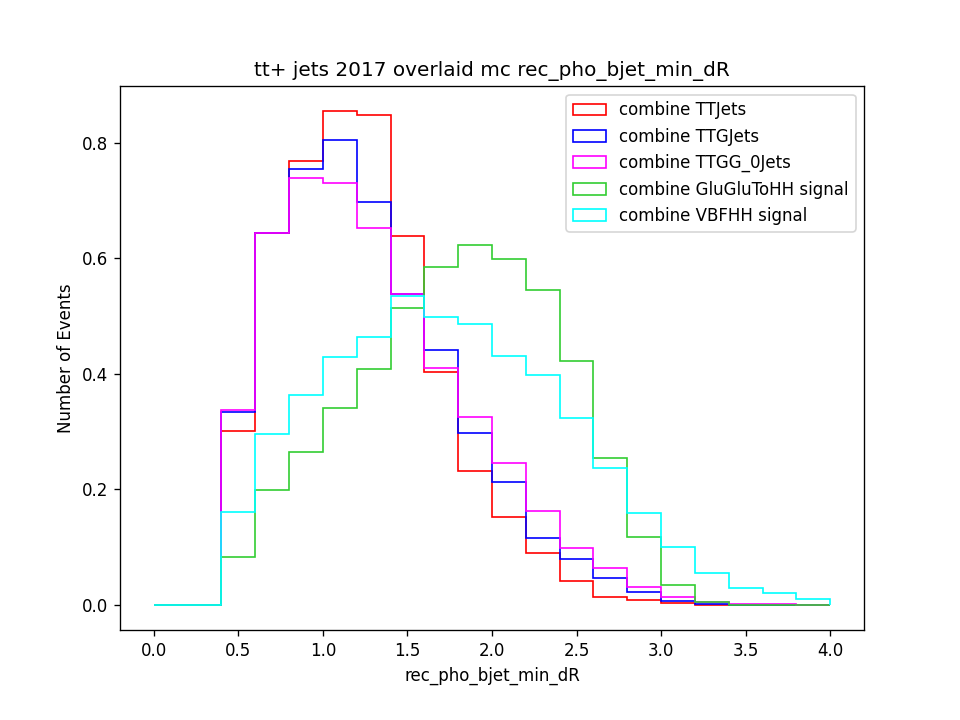 tt+ jets 2017 overlaid mc rec_pho_bjet_min_dR
combine TTJets
combine TTGJets
combine TTGG_0Jets
combine GluGluToHH signal
combine VBFHH signal
Number of Events
0.8
0.6
0.4
0.2
0.0
0.0 0.5 1.0 1.5 2.0 2.5 3.0 3.5 4.0
rec_pho_bjet_min_dR